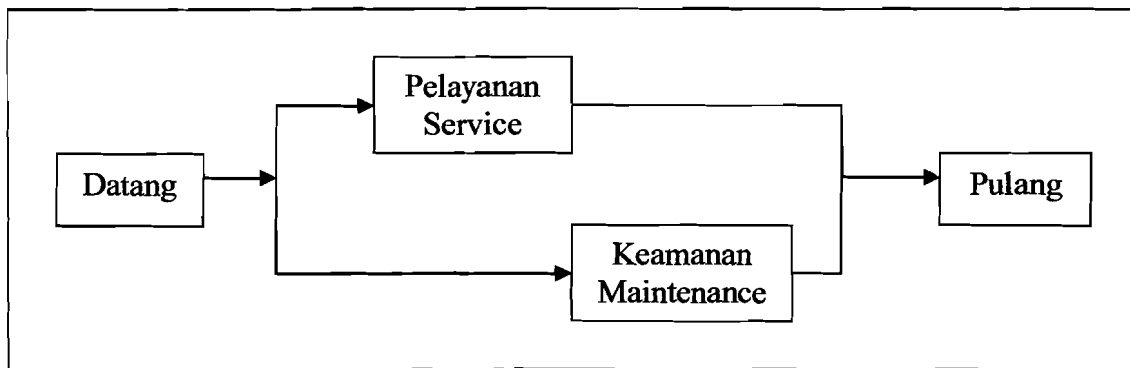 Pelayanan
Service
Datang
Pulang
Keamanan
Maintenance